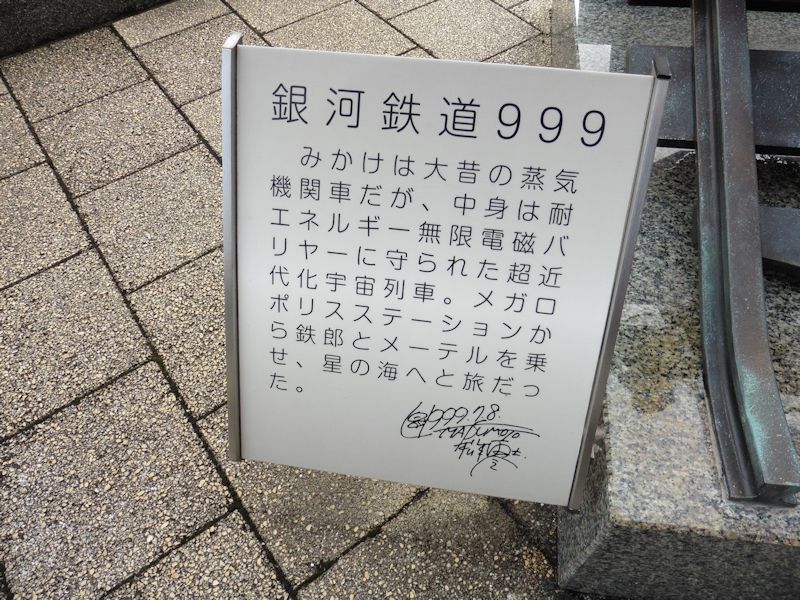 銀河鉄道999
みかけは大昔の蒸気
機関車だが、中身は耐
エネルギー無限電磁バ
リヤーに守られた超近
代化宇宙列車。メガロ
ポリスステーションか
ら鉄郎とメーテルを乗
せ、星の海へと旅だっ
た。
1999.7.8.